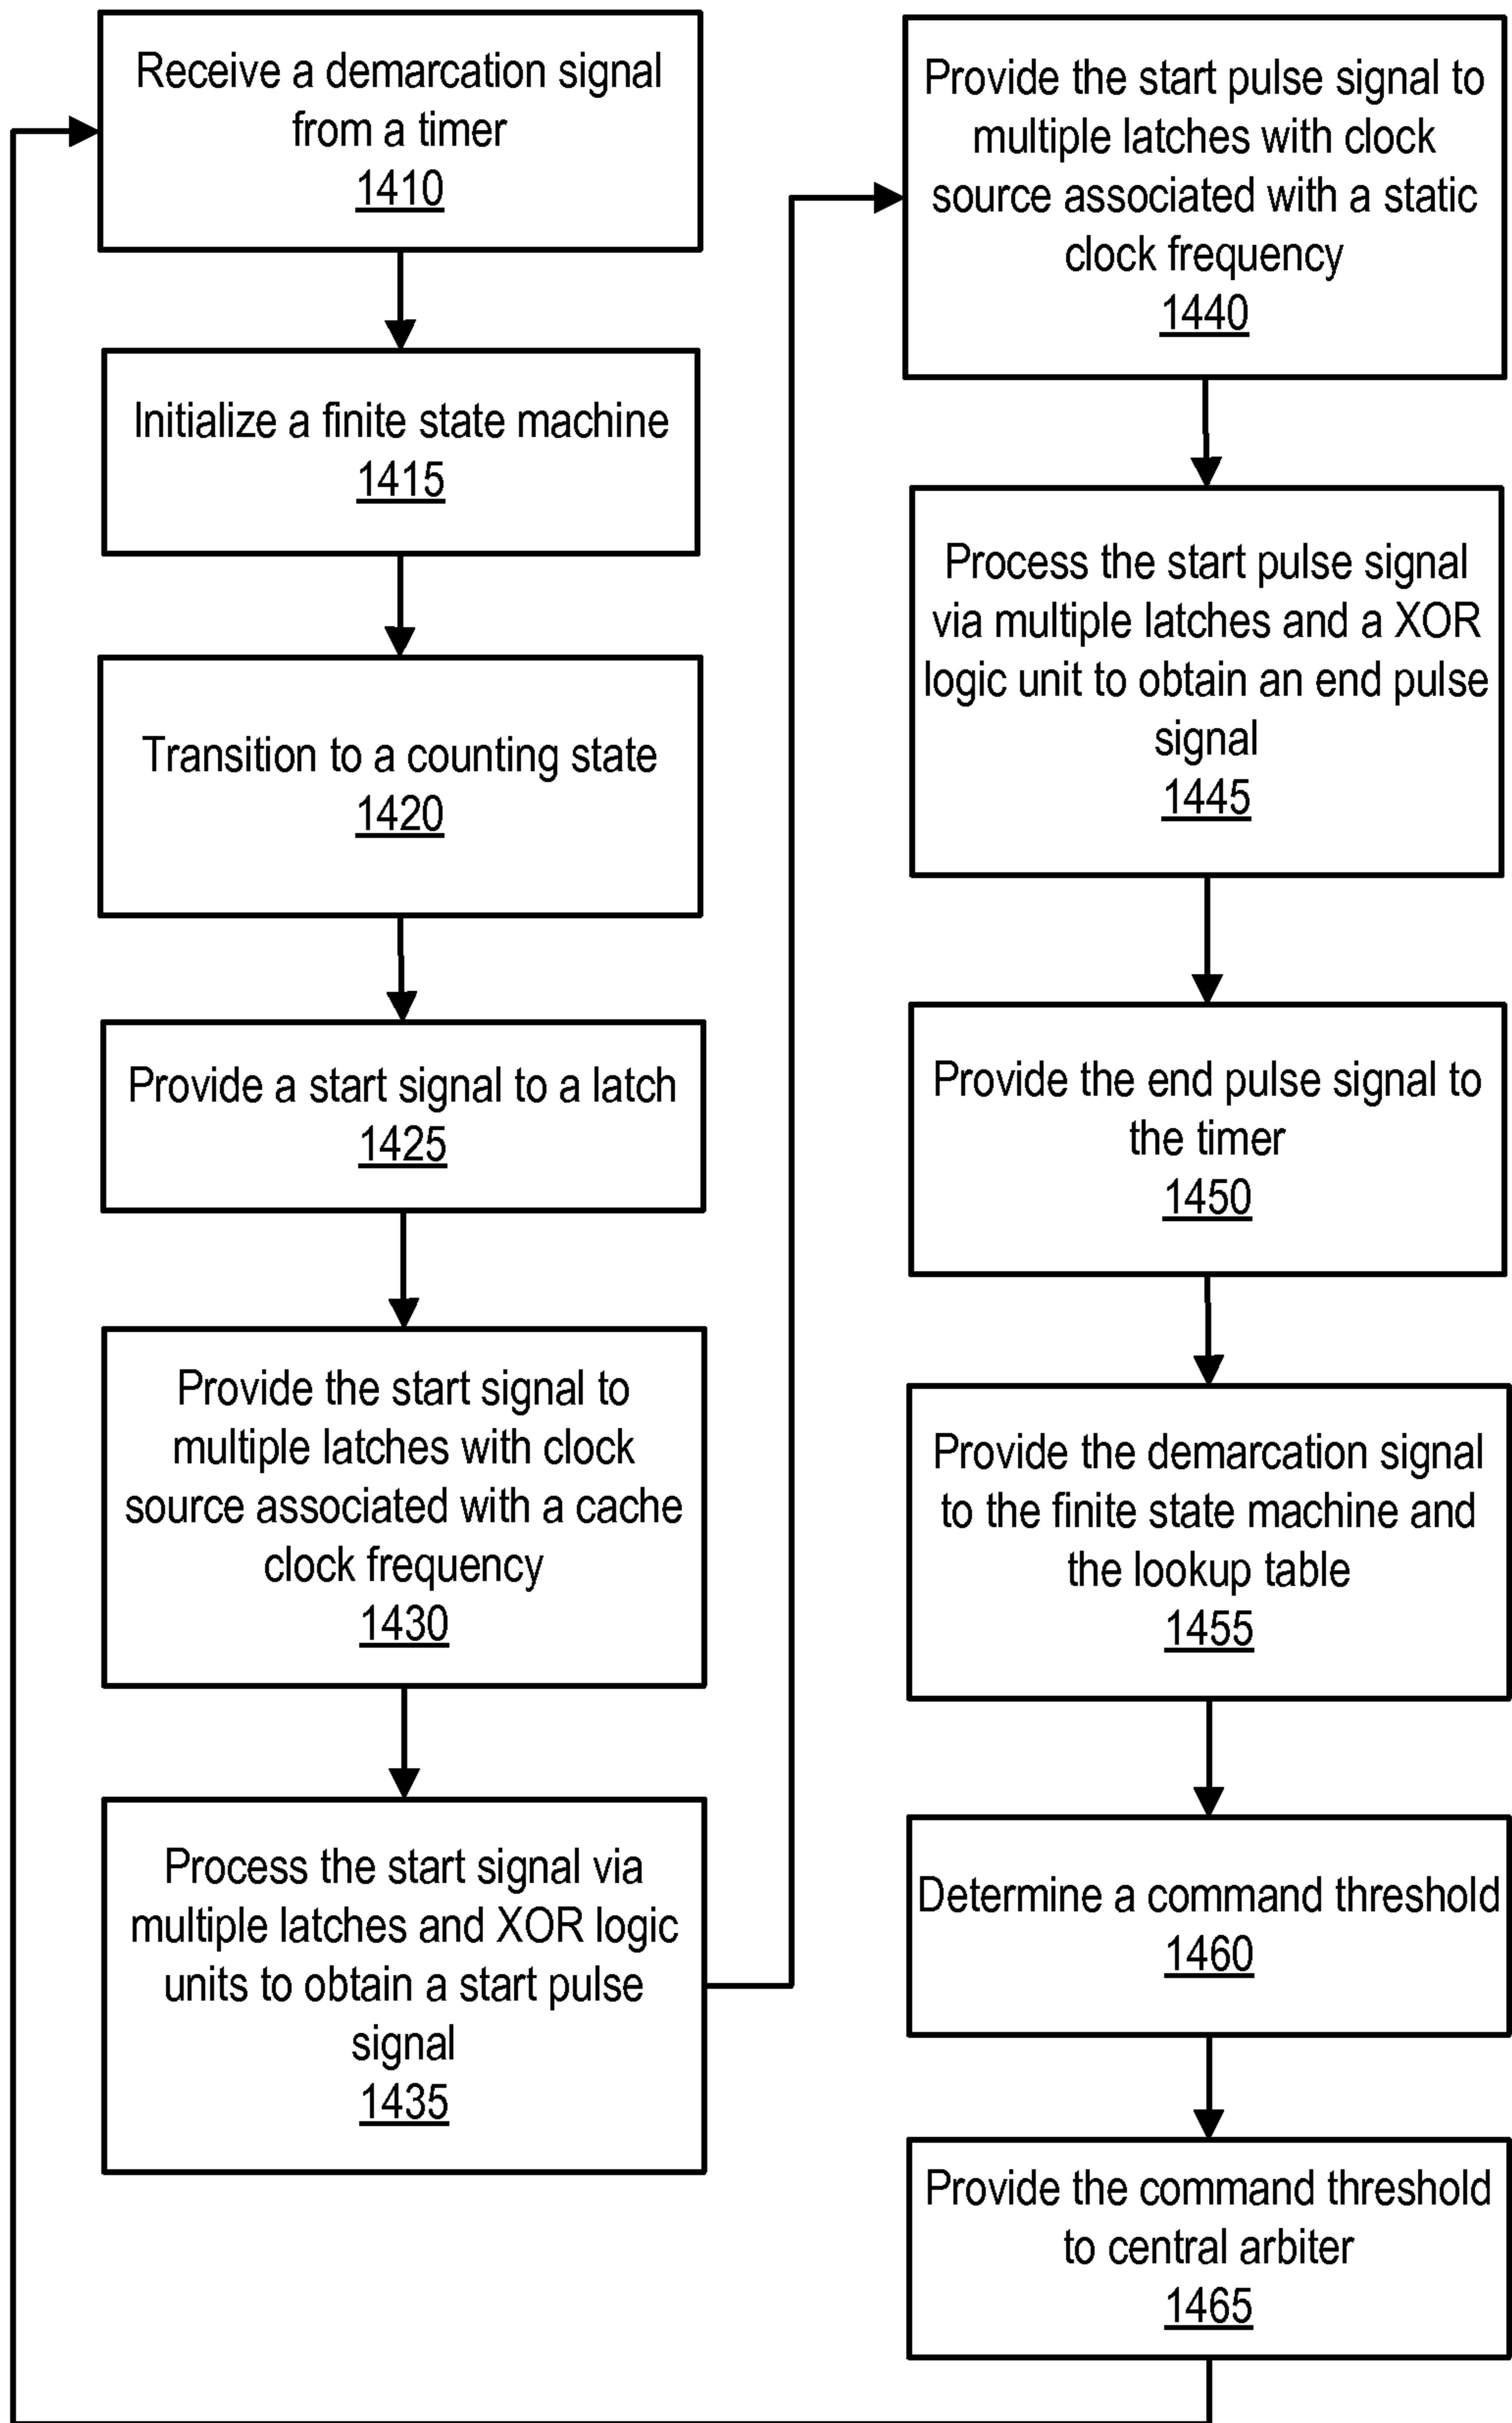 Receive a demarcation signal
from a timer
1410
Initialize a finite state machine
1415
Transition to a counting state
1420
Provide a start signal to a latch
1425
Provide the start signal to
multiple latches with clock
source associated with a cache
clock frequency
1430
Process the start signal via
multiple latches and XOR logic
units to obtain a start pulse
signal
1435
Provide the start pulse signal to
multiple latches with clock
source associated with a static
clock frequency
1440
Process the start pulse signal
via multiple latches and a XOR
logic unit to obtain an end pulse
signal
1445
Provide the end pulse signal to
the timer
1450
Provide the demarcation signal
to the finite state machine and
the lookup table
1455
Determine a command threshold
1460
Provide the command threshold
to central arbiter
1465